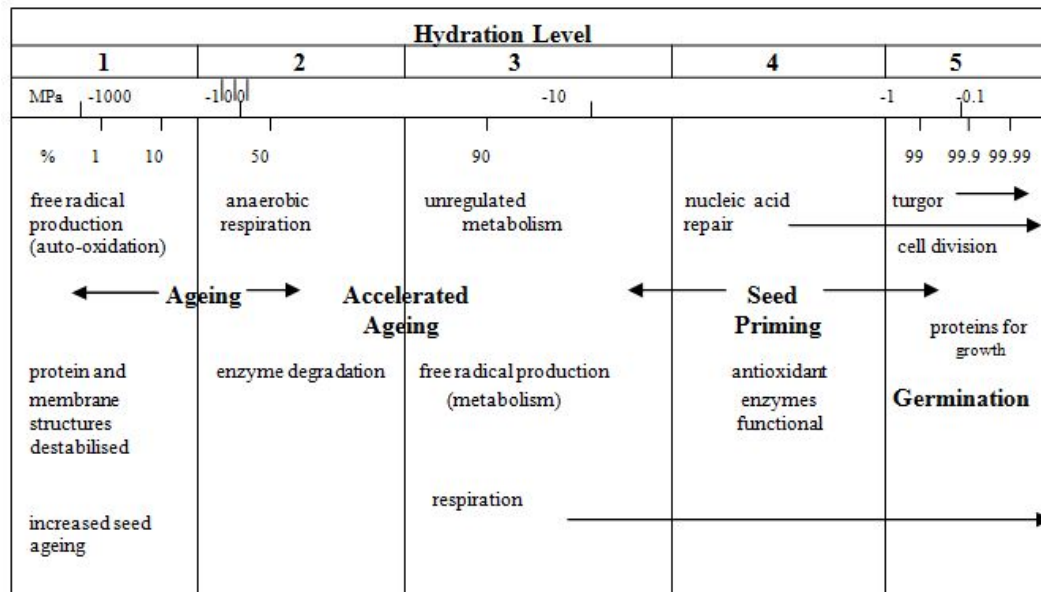 Hydration Level
1 2 3 4 5
MPa -1000 -100 -10 -1 -0.1
% 1 10 50 90 99 99.9 99.99
free radical
production
(auto-oxidation)
anaerobic
respiration
unregulated
metabolism
nucleic acid
repair
turgor
cell division
Ageing
Accelerated
Ageing
Seed
Priming
proteins for
growth
protein and
membrane
structures
destabilised
enzyme degradation
free radical production
(metabolism)
antioxidant
enzymes
functional
Germination
increased seed
ageing
respiration